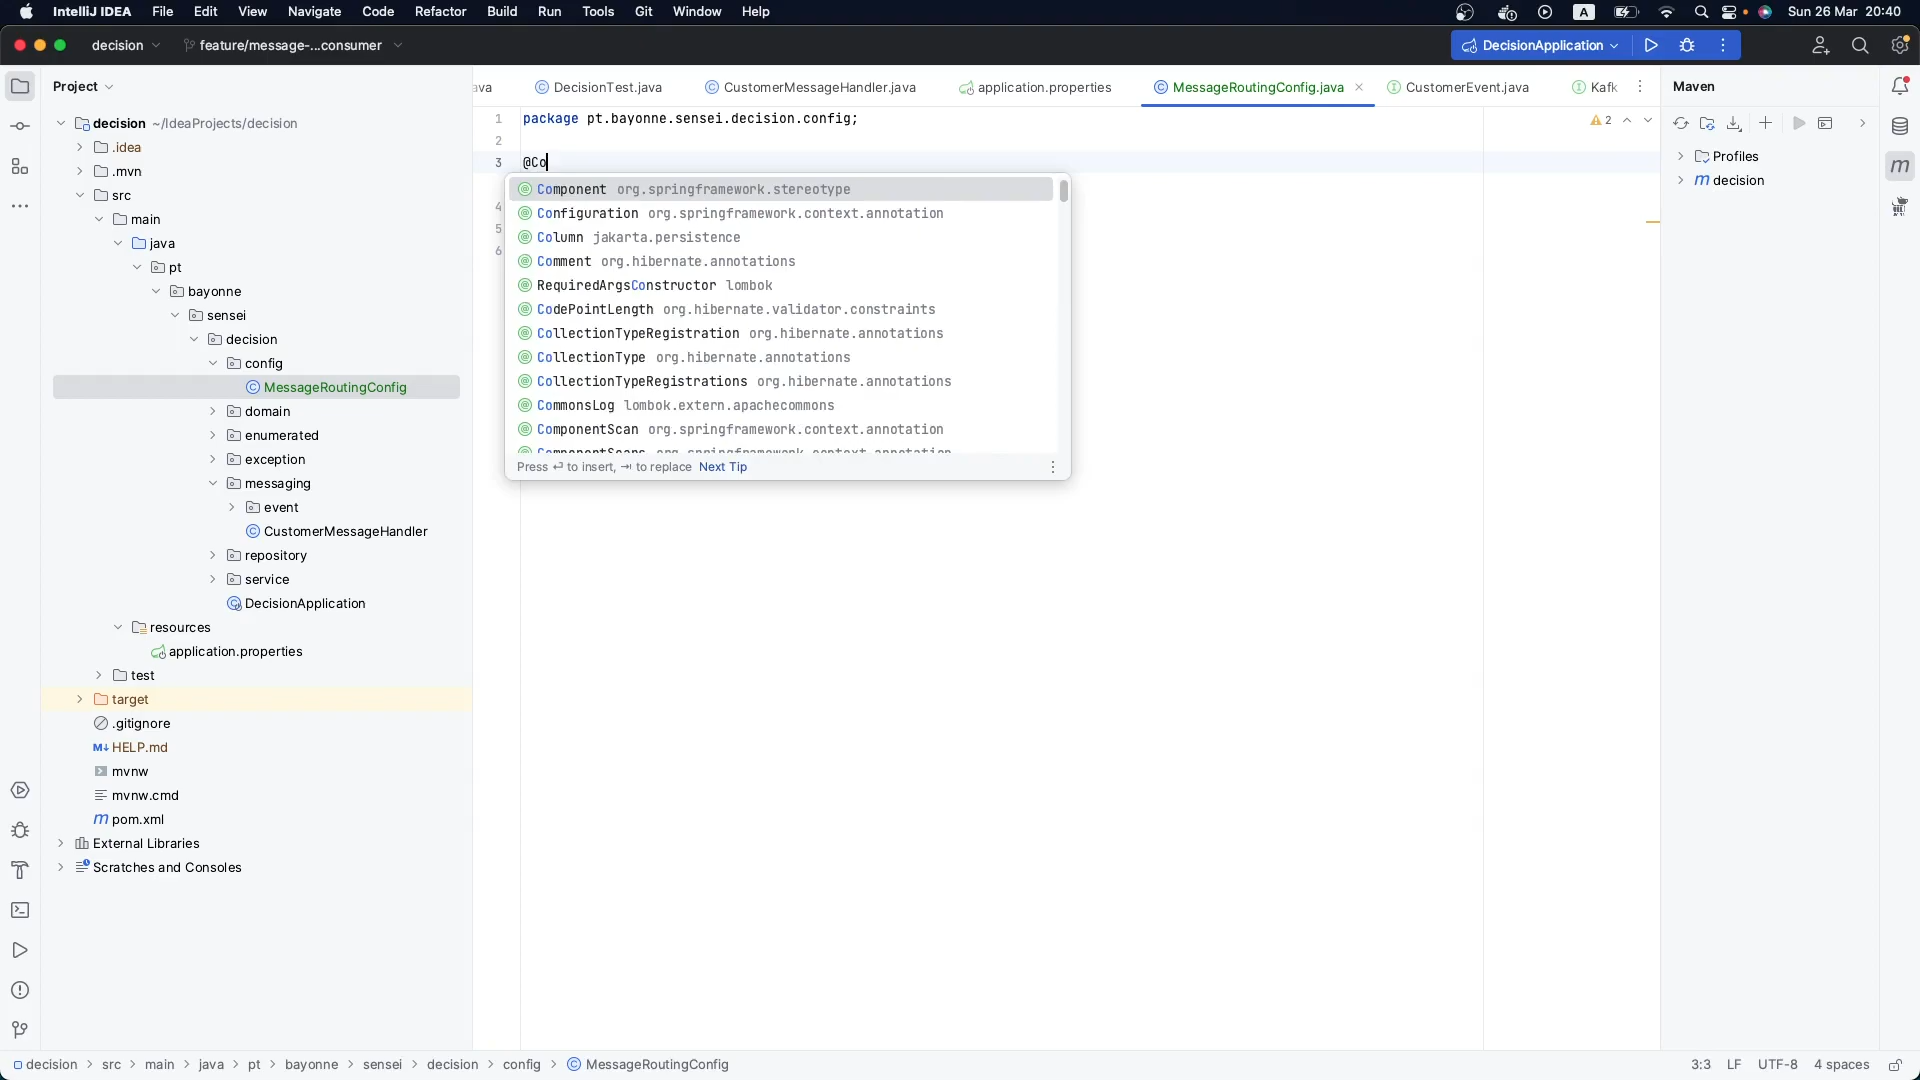 IntelliJ IDEA File Edit View Navigate Code Refactor Build Run Tools Git Window Help A Sun 26 Mar 20:40
decision feature/message-...consumer DecisionApplication
Project
ava DecisionTest.java CustomerMessageHandler.java application.properties MessageRoutingConfig.java CustomerEvent.java Kafk
Maven
decision ~/IdeaProjects/decision
.idea
.mvn
src
main
java
pt
bayonne
sensei
decision
config
MessageRoutingConfig
domain
enumerated
exception
messaging
event
CustomerMessageHandler
repository
service
DecisionApplication
resources
application.properties
test
target
.gitignore
M↓ HELP.md
mvnw
mvnw.cmd
m pom.xml
External Libraries
Scratches and Consoles
1 package pt.bayonne.sensei.decision.config;
2
3 @Co
4
5
6
2
Component org.springframework.stereotype
Configuration org.springframework.context.annotation
Column jakarta.persistence
Comment org.hibernate.annotations
RequiredArgsConstructor lombok
CodePointLength org.hibernate.validator.constraints
CollectionTypeRegistration org.hibernate.annotations
CollectionType org.hibernate.annotations
CollectionTypeRegistrations org.hibernate.annotations
CommonsLog lombok.extern.apachecommons
ComponentScan org.springframework.context.annotation
ComponentScans org.springframework.context.annotation
Press ⏎ to insert, ⇥ to replace Next Tip
Profiles
m decision
m
decision > src > main > java > pt > bayonne > sensei > decision > config > MessageRoutingConfig
3:3 LF UTF-8 4 spaces